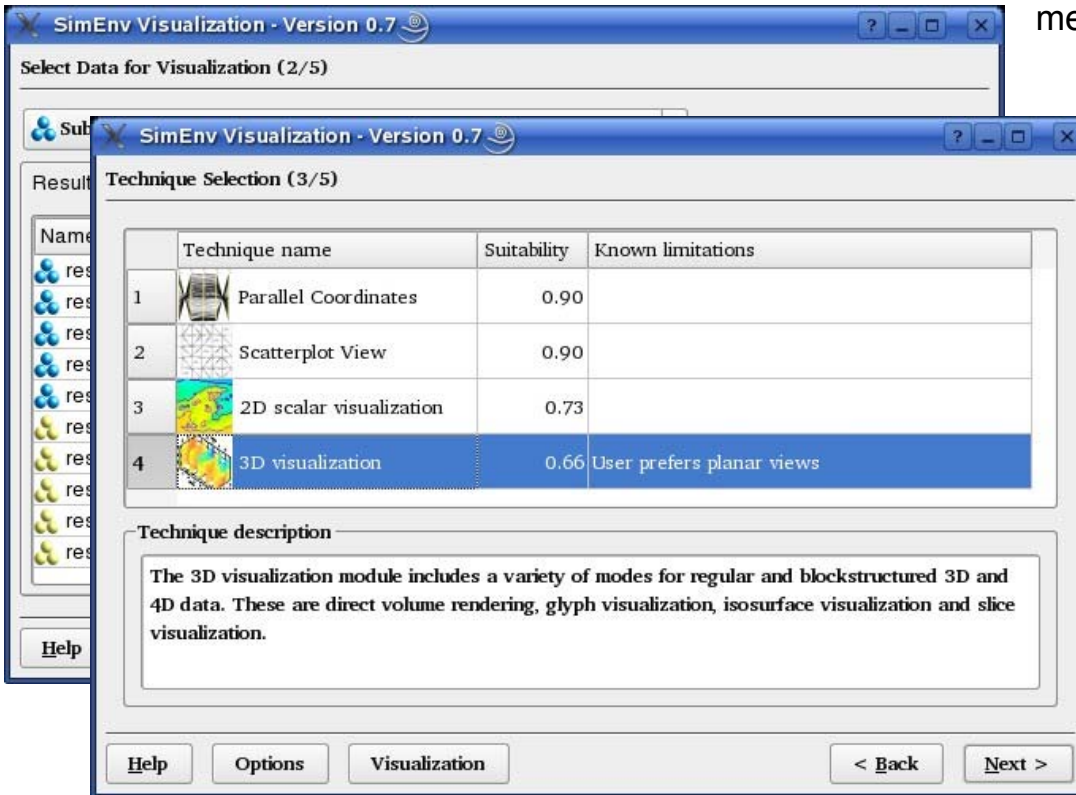 me
SimEnv Visualization - Version 0.7
Select Data for Visualization (2/5)
Sub
Result
Name
res
res
res
res
res
res
res
res
res
res
Help
SimEnv Visualization - Version 0.7
Technique Selection (3/5)
Technique name Suitability Known limitations
1 Parallel Coordinates 0.90
2 Scatterplot View 0.90
3 2D scalar visualization 0.73
4 3D visualization 0.66 User prefers planar views
Technique description
The 3D visualization module includes a variety of modes for regular and blockstructured 3D and
4D data. These are direct volume rendering, glyph visualization, isosurface visualization and slice
visualization.
Help Options Visualization < Back Next >